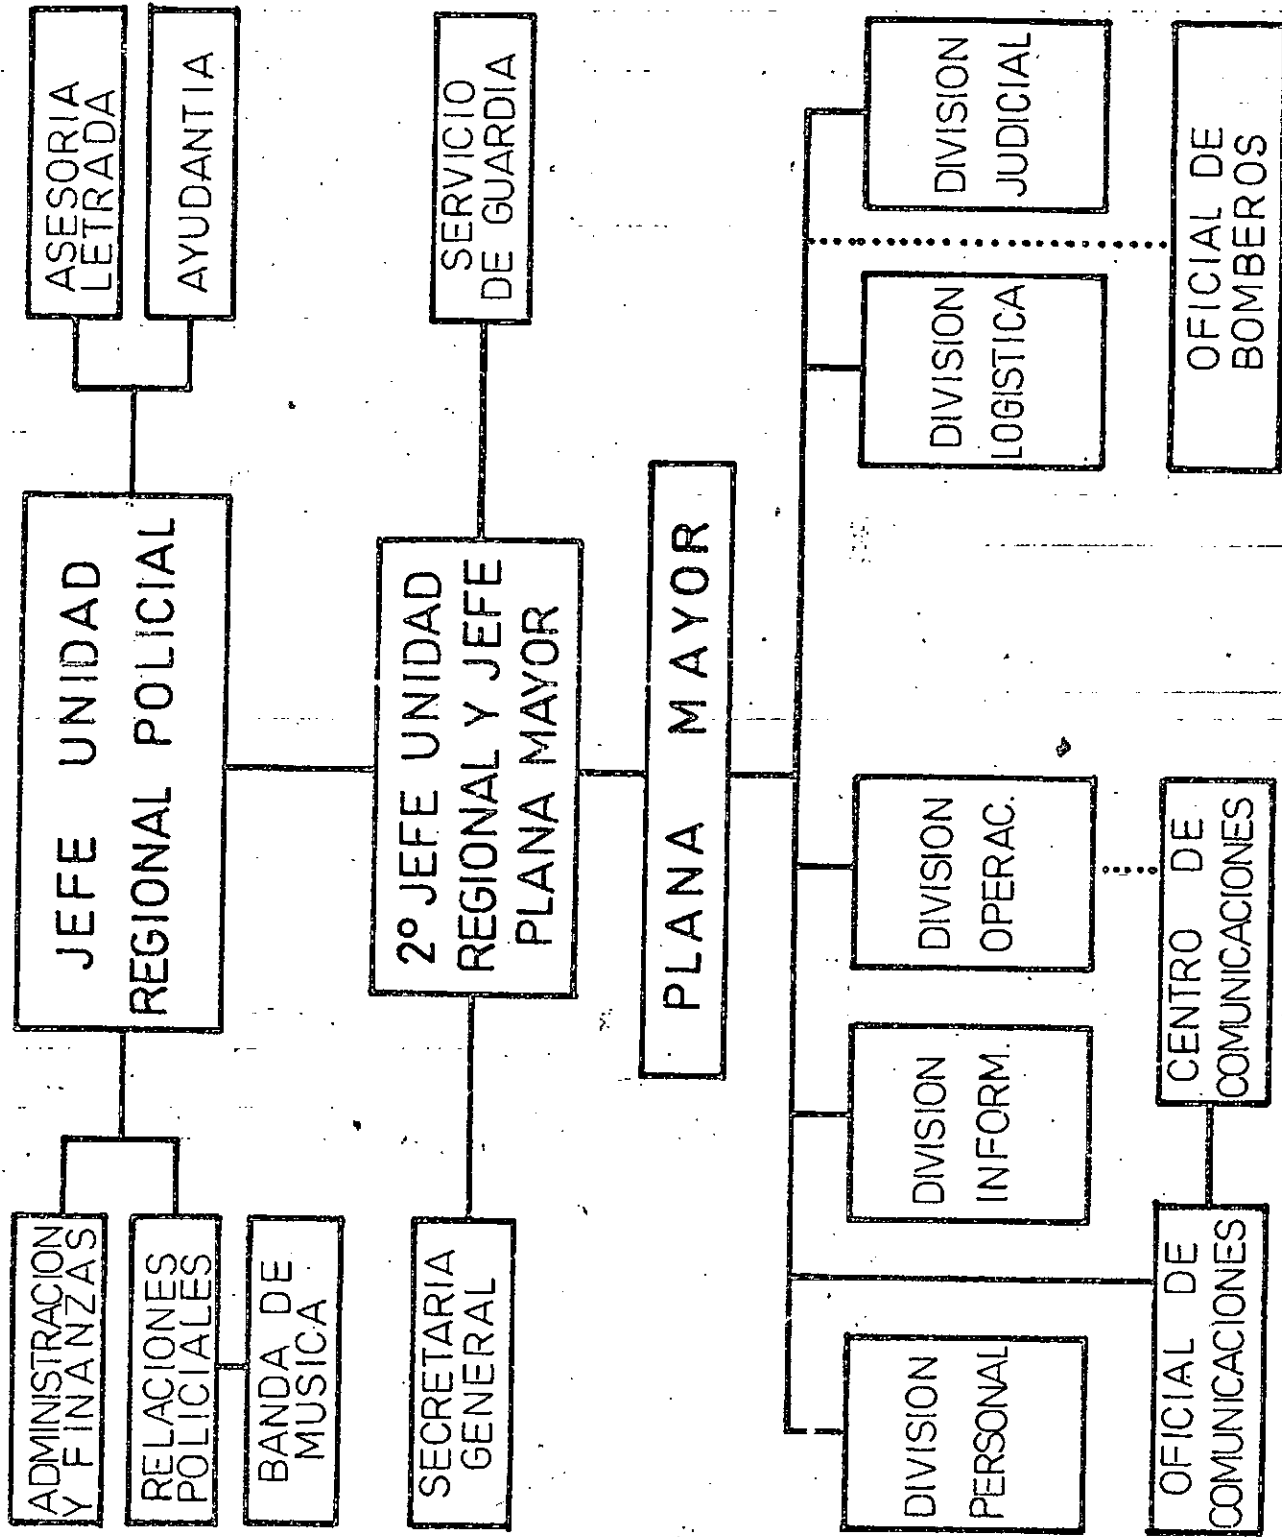 JEFE UNIDAD
REGIONAL POLICIAL
ADMINISTRACION
Y FINANZAS
RELACIONES
POLICIALES
BANDA DE
MUSICA
ASESORIA
LETRADA
AYUDANTIA
2º JEFE UNIDAD
REGIONAL Y JEFE
PLANA MAYOR
SECRETARIA
GENERAL
SERVICIO
DE GUARDIA
PLANA MAYOR
DIVISION
PERSONAL
DIVISION
INFORM.
DIVISION
OPERAC.
DIVISION
LOGISTICA
DIVISION
JUDICIAL
OFICIAL DE
COMUNICACIONES
CENTRO DE
COMUNICACIONES
OFICIAL DE
BOMBEROS